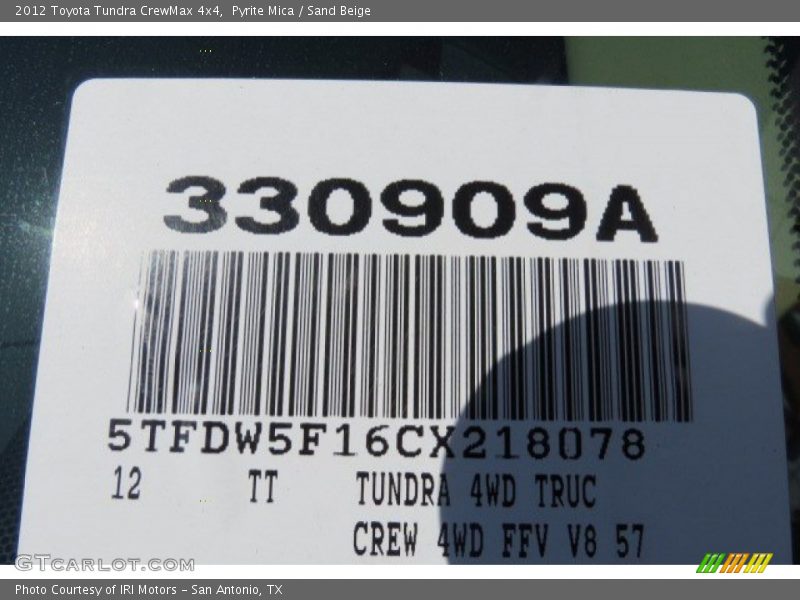 2012 Toyota Tundra CrewMax 4x4, Pyrite Mica / Sand Beige
330909A
5TFDW5F16CX218078
12 TT TUNDRA 4WD TRUC
CREW 4WD FFV V8 57
GTCarlot.com
Photo Courtesy of IRI Motors - San Antonio, TX